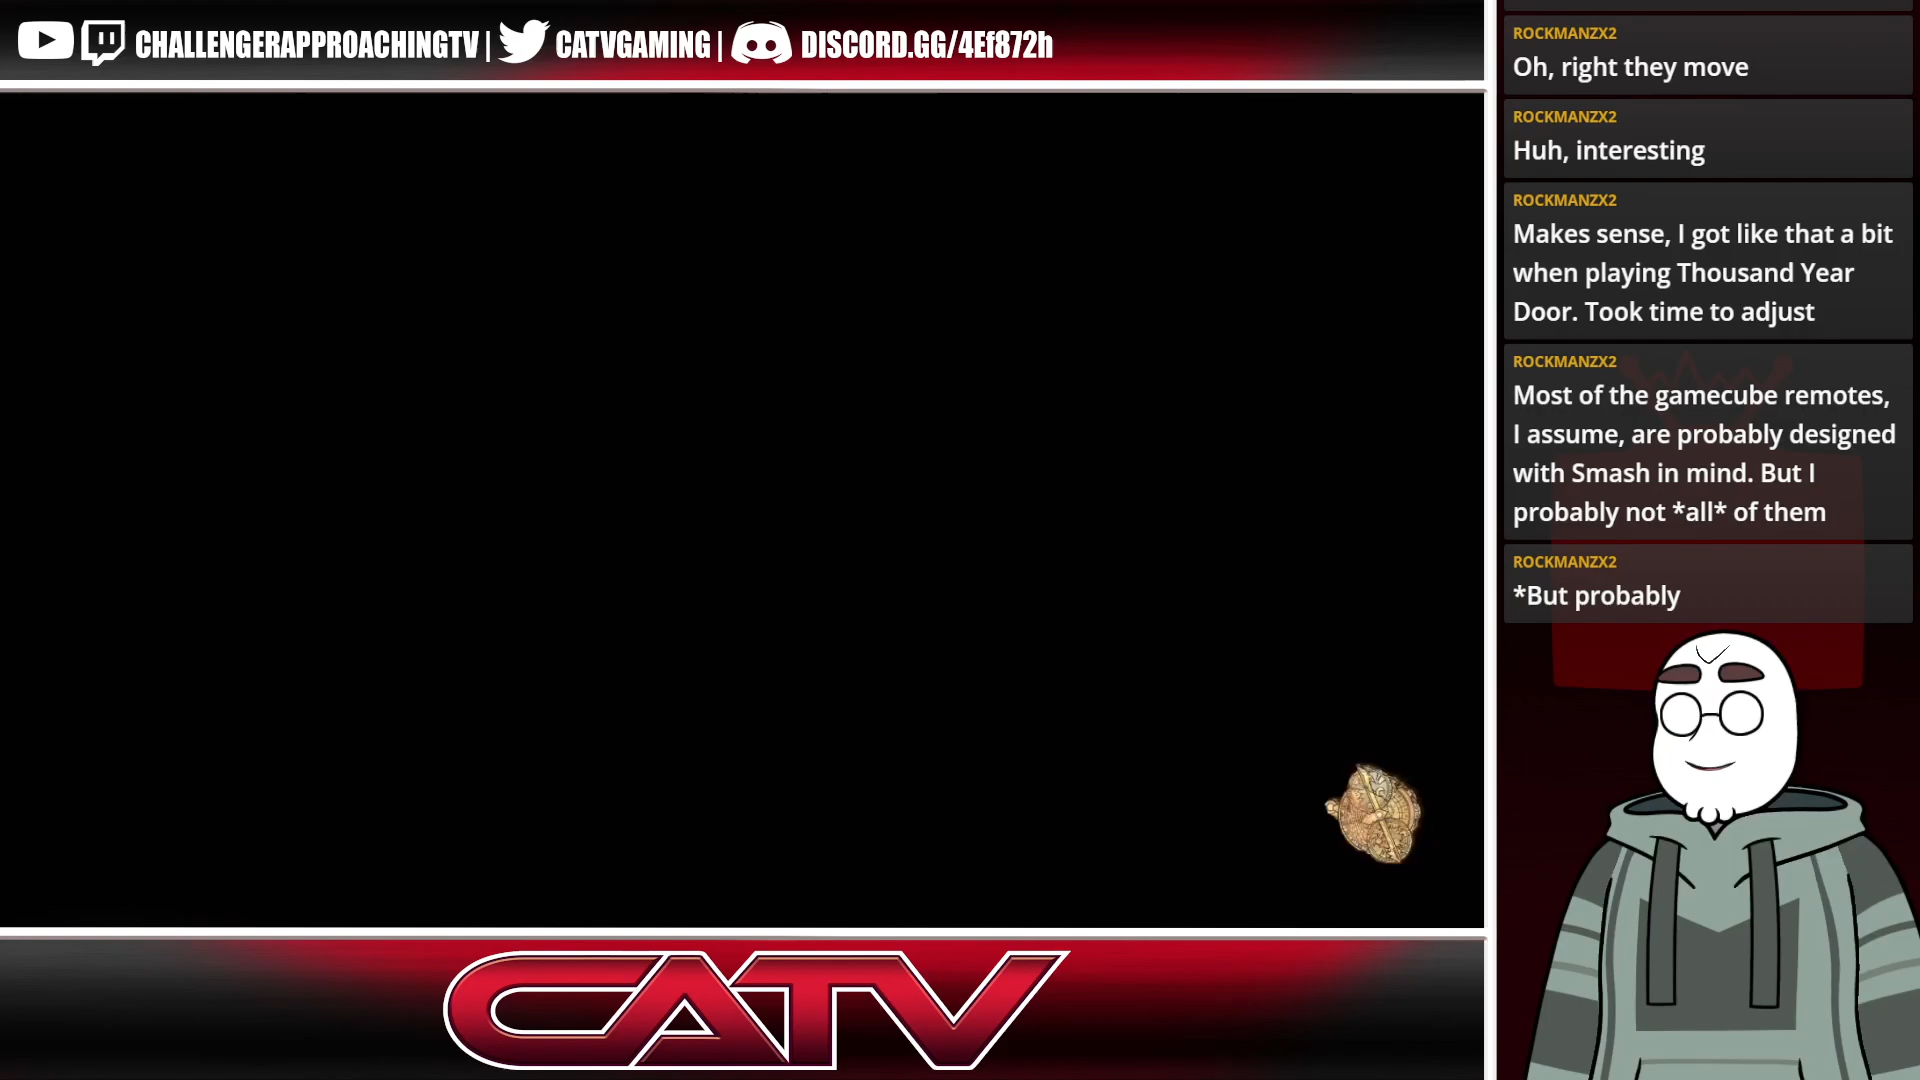 CHALLENGERAPPROACHINGTV | CATVGAMING | DISCORD.GG/4Ef872h
ROCKMANZX2
Oh, right they move
ROCKMANZX2
Huh, interesting
ROCKMANZX2
Makes sense, I got like that a bit
when playing Thousand Year
Door. Took time to adjust
ROCKMANZX2
Most of the gamecube remotes,
I assume, are probably designed
with Smash in mind. But I
probably not *all* of them
ROCKMANZX2
*But probably
CATV